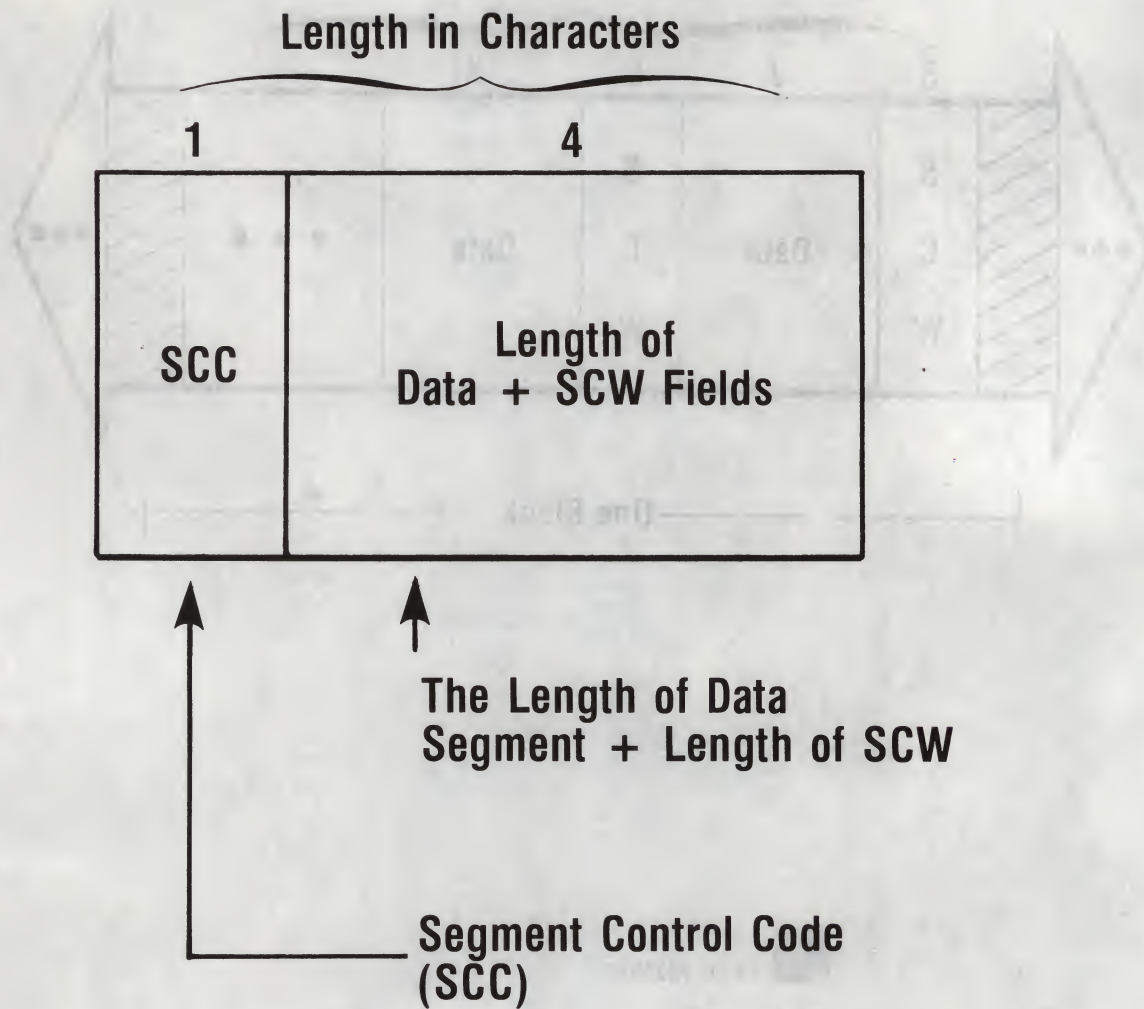 Length in Characters
1 4
SCC
Length of
Data + SCW Fields
The Length of Data
Segment + Length of SCW
Segment Control Code
(SCC)